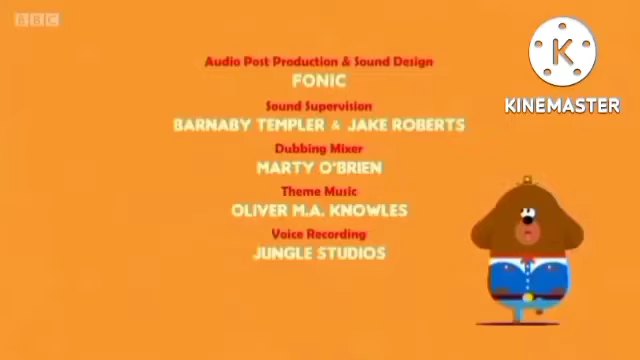 BBC
Audio Post Production & Sound Design
FONIC
Sound Supervision
BARNABY TEMPLER & JAKE ROBERTS
Dubbing Mixer
MARTY O'BRIEN
Theme Music
OLIVER M.A. KNOWLES
Voice Recording
JUNGLE STUDIOS
K
KINEMASTER